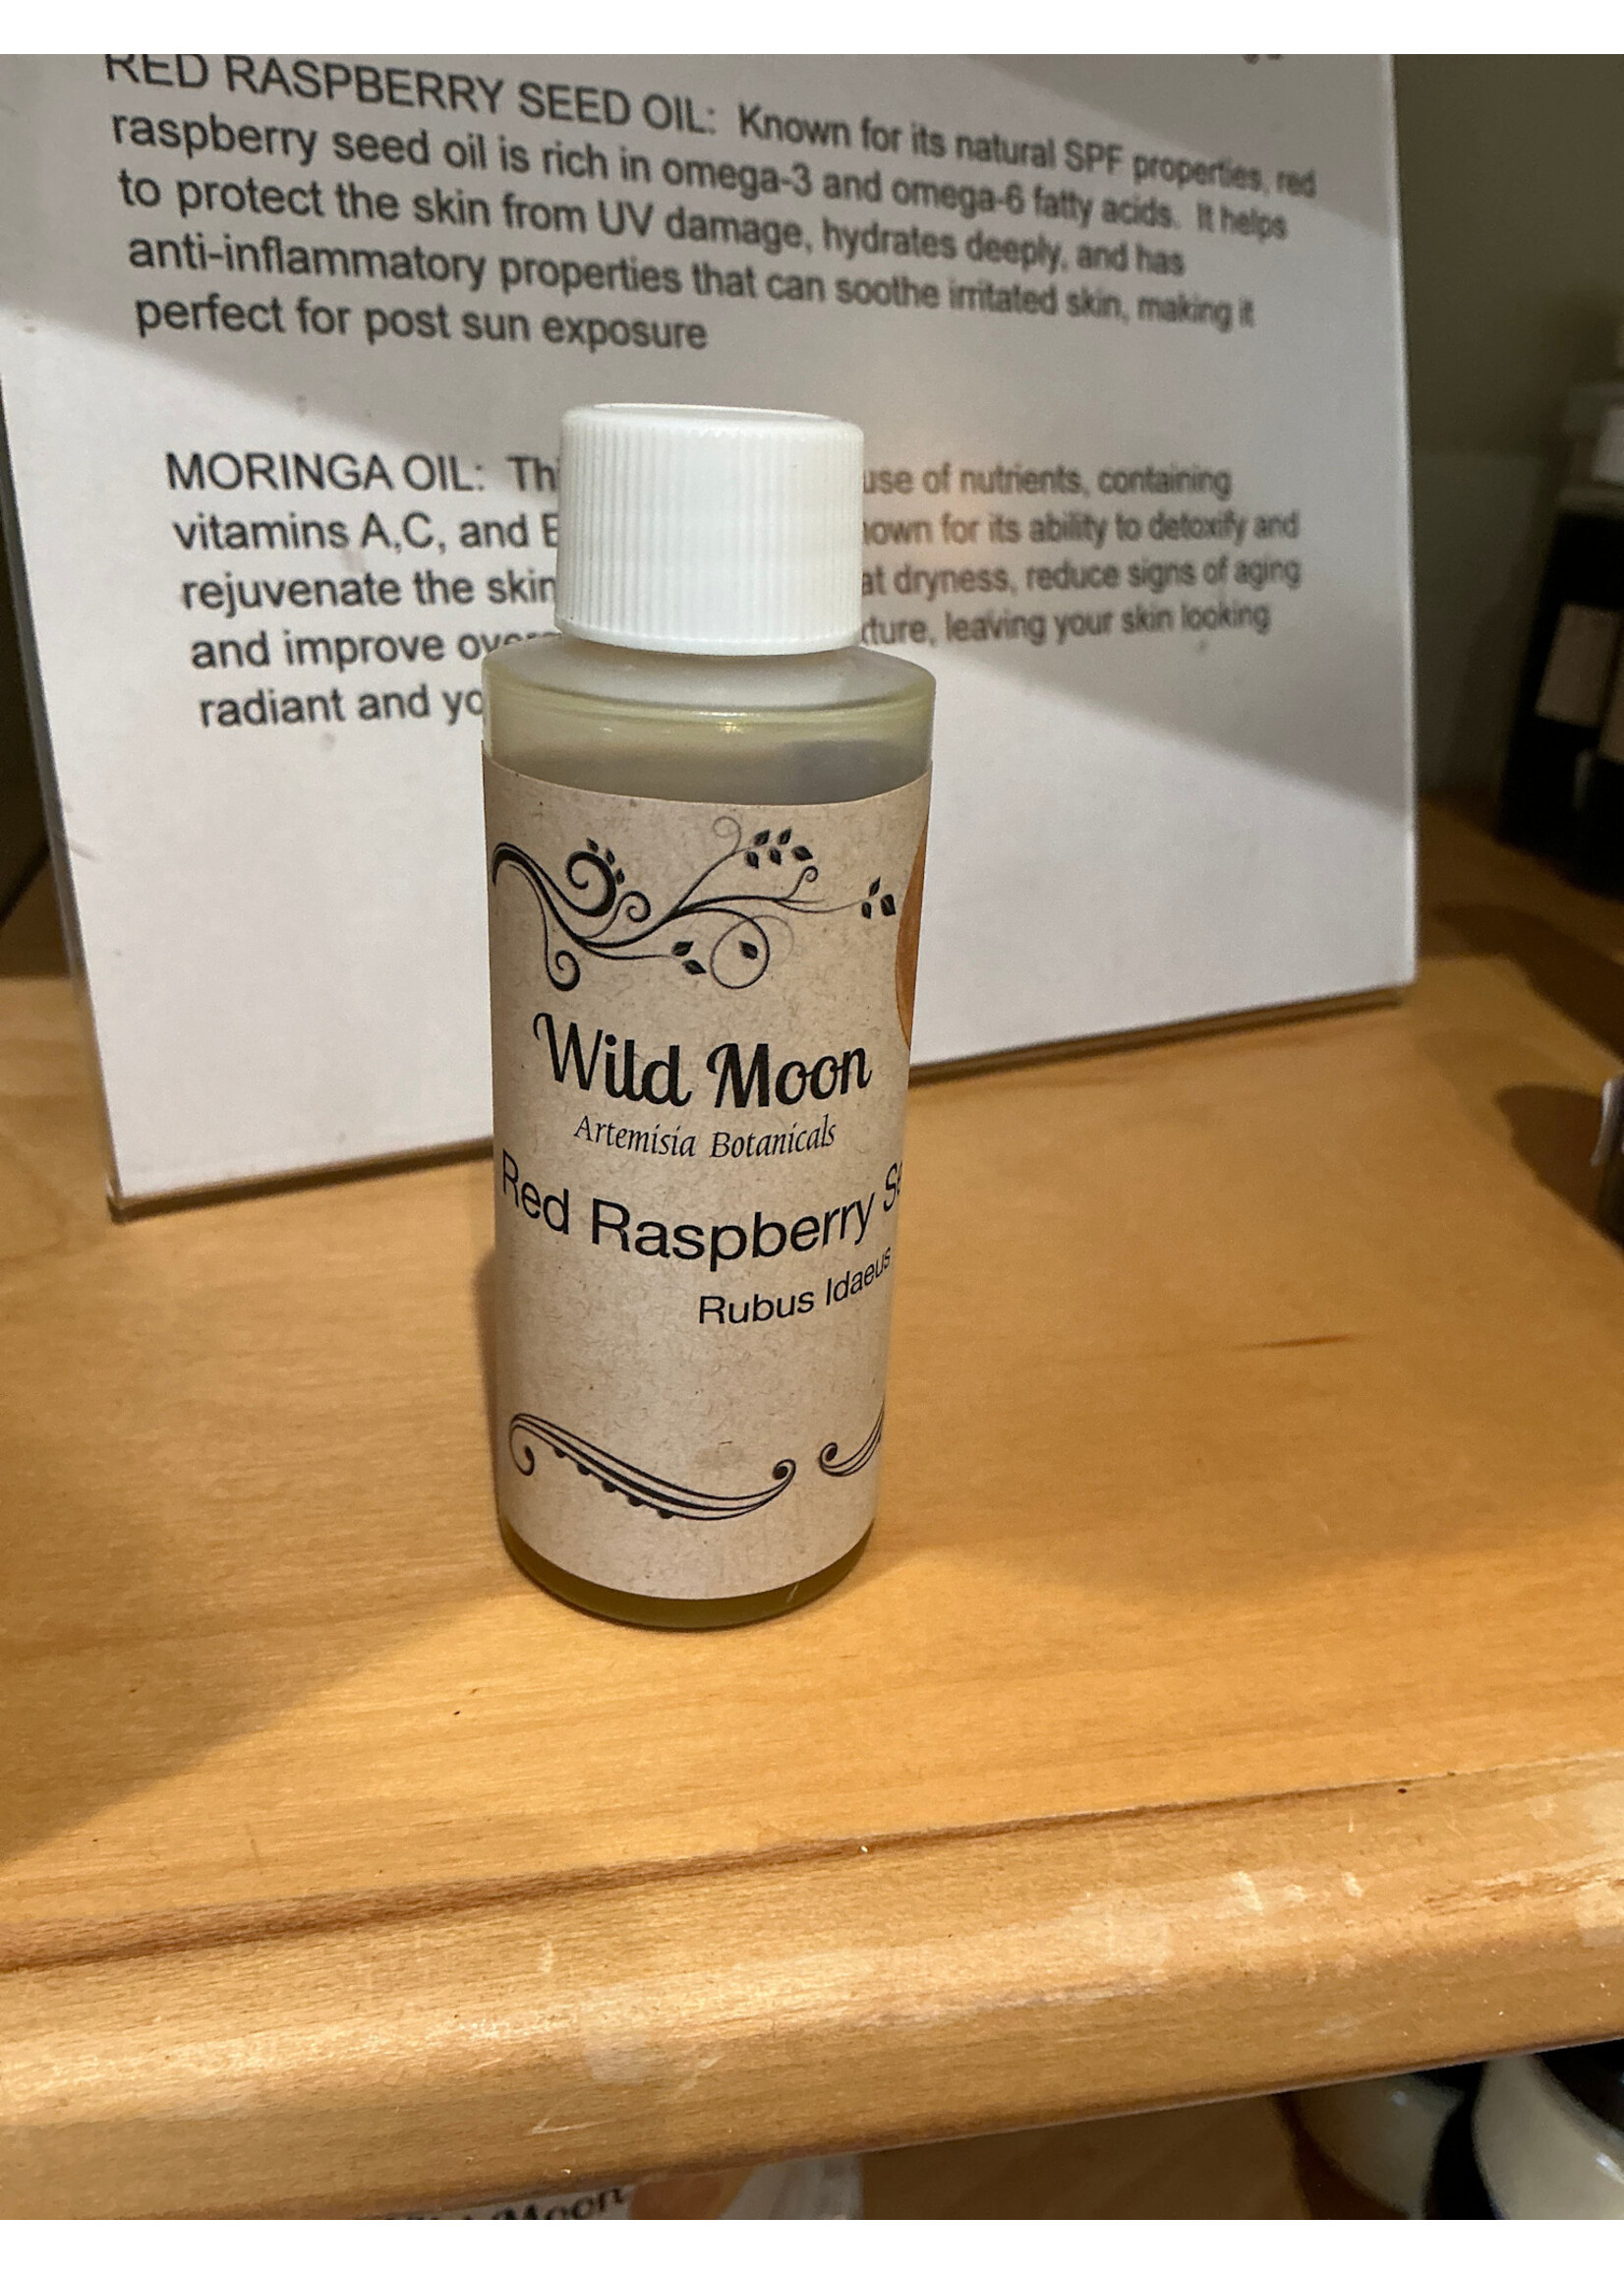 RED RASPBERRY SEED OIL: Known for its natural SPF properties, red
raspberry seed oil is rich in omega-3 and omega-6 fatty acids. It helps
to protect the skin from UV damage, hydrates deeply, and has
anti-inflammatory properties that can soothe irritated skin, making it
perfect for post sun exposure
MORINGA OIL: Thi use of nutrients, containing
vitamins A,C, and E own for its ability to detoxify and
rejuvenate the skin at dryness, reduce signs of aging
and improve over ture, leaving your skin looking
radiant and yo
Wild Moon
Artemisia Botanicals
Red Raspberry Se
Rubus Idaeus
Moon